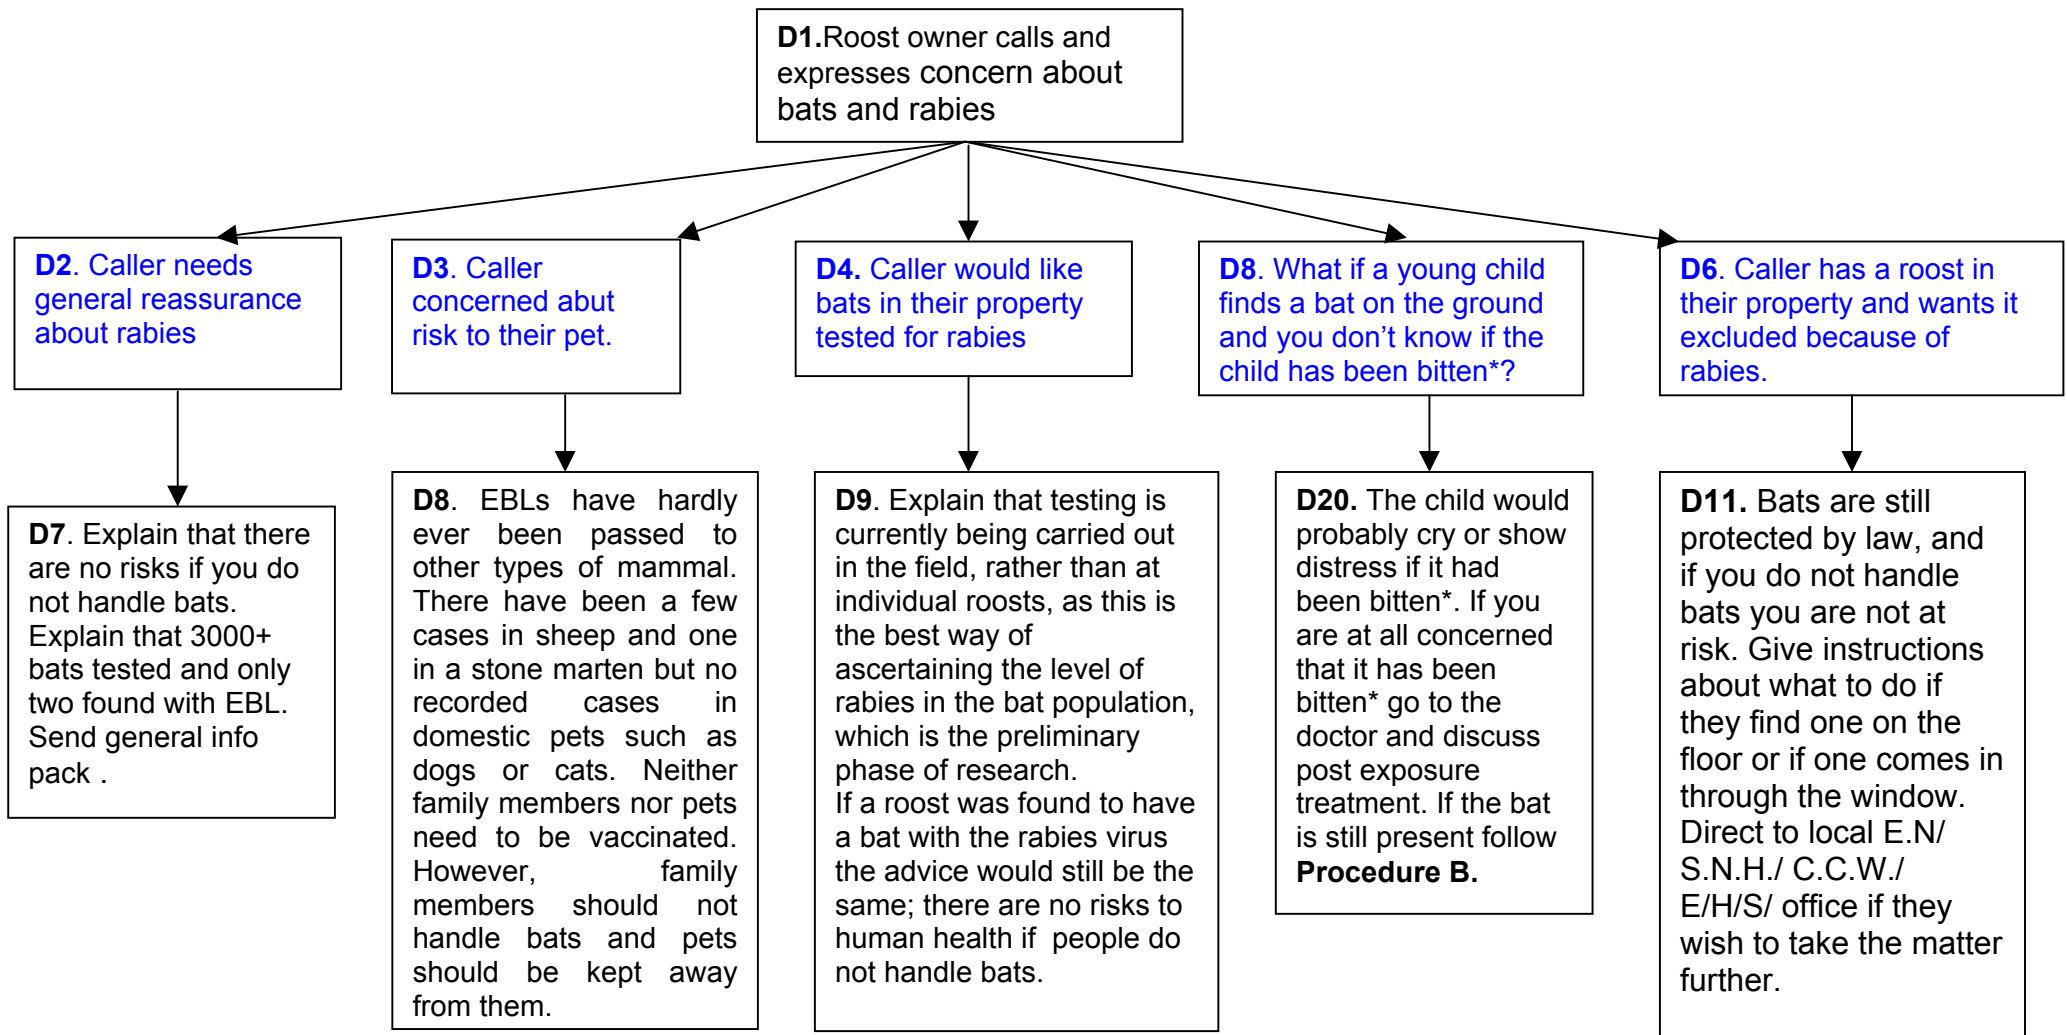 D1.Roost owner calls and
expresses concern about
bats and rabies
D2. Caller needs
general reassurance
about rabies
D3. Caller
concerned abut
risk to their pet.
D4. Caller would like
bats in their property
tested for rabies
D8. What if a young child
finds a bat on the ground
and you don’t know if the
child has been bitten*?
D6. Caller has a roost in
their property and wants it
excluded because of
rabies.
D7. Explain that there
are no risks if you do
not handle bats.
Explain that 3000+
bats tested and only
two found with EBL.
Send general info
pack .
D8. EBLs have hardly
ever been passed to
other types of mammal.
There have been a few
cases in sheep and one
in a stone marten but no
recorded cases in
domestic pets such as
dogs or cats. Neither
family members nor pets
need to be vaccinated.
However, family
members should not
handle bats and pets
should be kept away
from them.
D9. Explain that testing is
currently being carried out
in the field, rather than at
individual roosts, as this is
the best way of
ascertaining the level of
rabies in the bat population,
which is the preliminary
phase of research.
If a roost was found to have
a bat with the rabies virus
the advice would still be the
same; there are no risks to
human health if people do
not handle bats.
D20. The child would
probably cry or show
distress if it had
been bitten*. If you
are at all concerned
that it has been
bitten* go to the
doctor and discuss
post exposure
treatment. If the bat
is still present follow
Procedure B.
D11. Bats are still
protected by law, and
if you do not handle
bats you are not at
risk. Give instructions
about what to do if
they find one on the
floor or if one comes in
through the window.
Direct to local E.N/
S.N.H./ C.C.W./
E/H/S/ office if they
wish to take the matter
further.